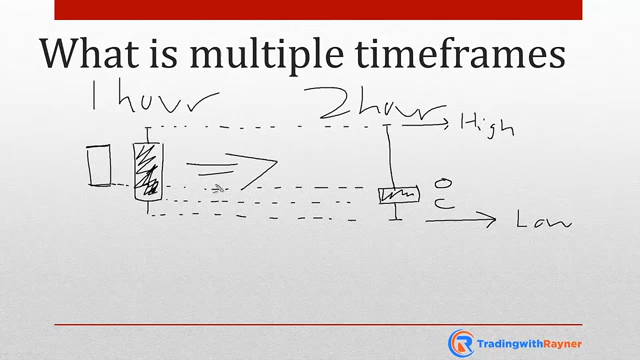 What is multiple timeframes
1 hour 2 hour
High
O
C
Low
TradingwithRayner